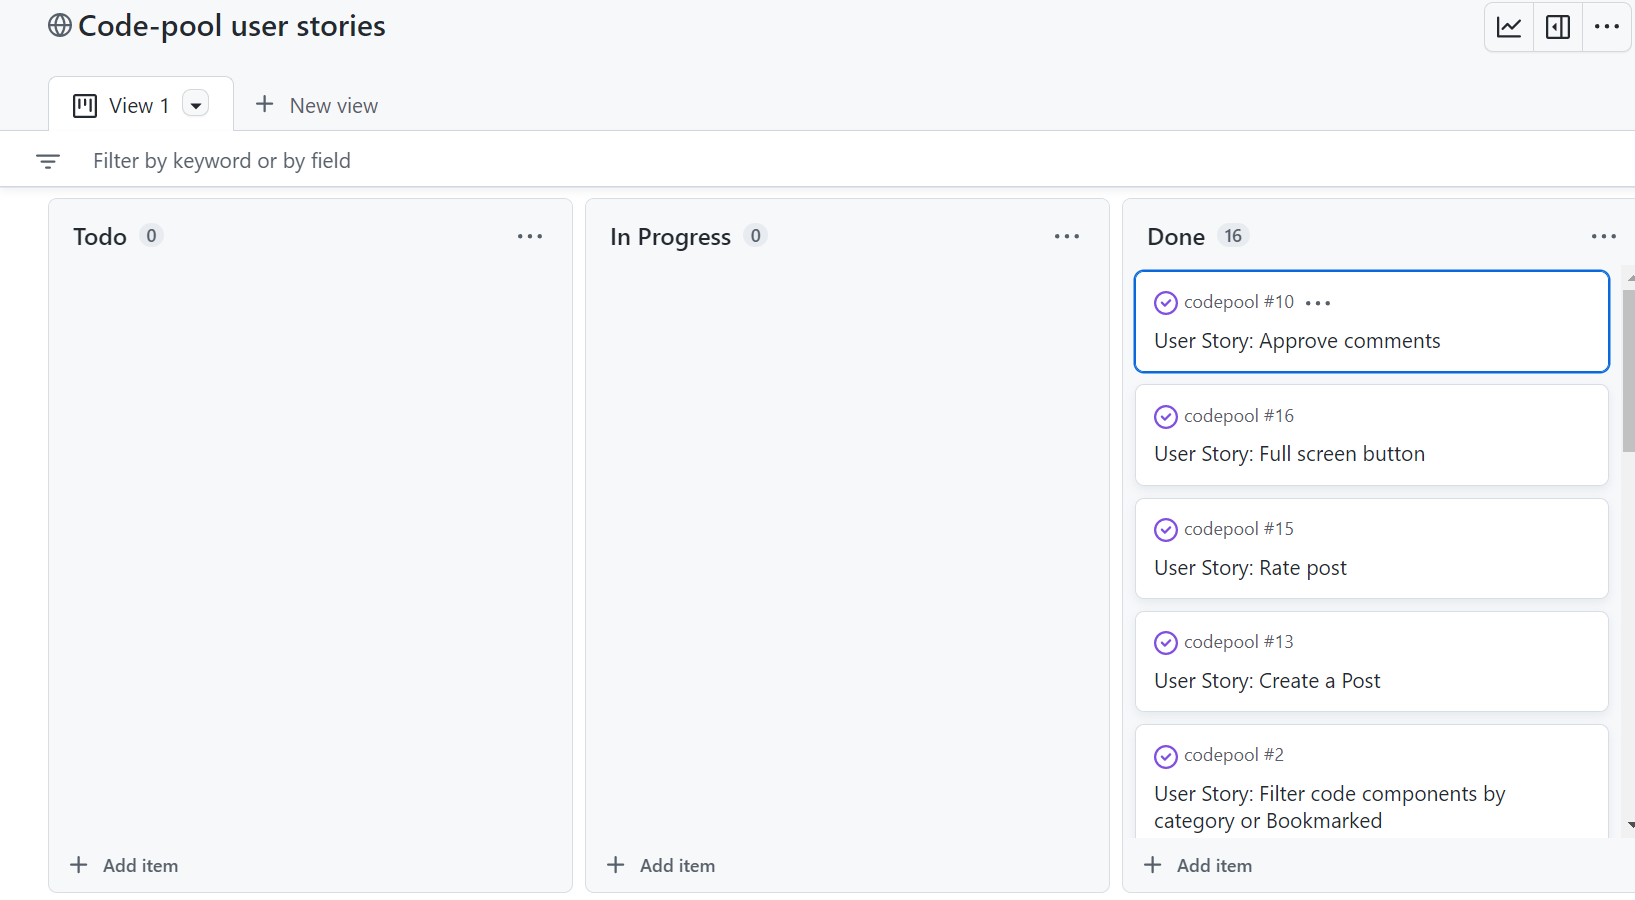 Code-pool user stories
View 1
New view
Filter by keyword or by field
Todo 0
In Progress 0
Done 16
codepool #10
User Story: Approve comments
codepool #16
User Story: Full screen button
codepool #15
User Story: Rate post
codepool #13
User Story: Create a Post
codepool #2
User Story: Filter code components by
category or Bookmarked
Add item
Add item
Add item